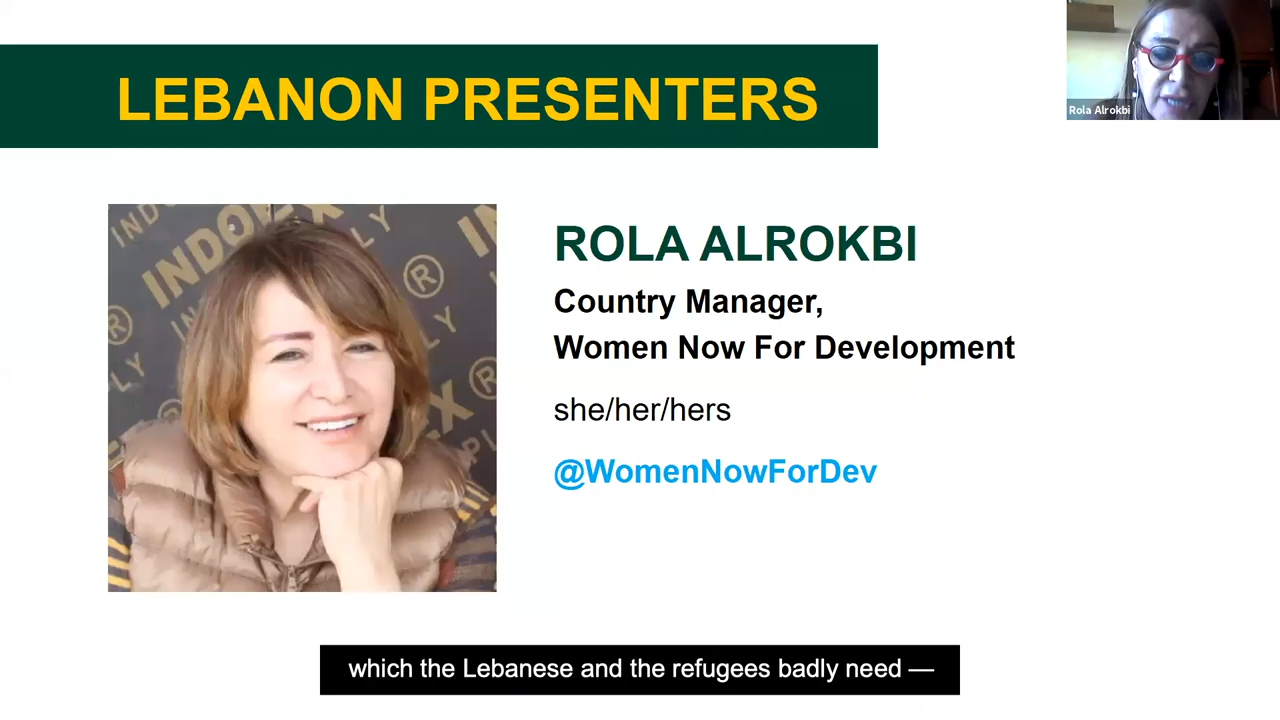 LEBANON PRESENTERS
Rola Alrokbi
ROLA ALROKBI
Country Manager,
Women Now For Development
she/her/hers
@WomenNowForDev
INDOEX
®
®
®
which the Lebanese and the refugees badly need —